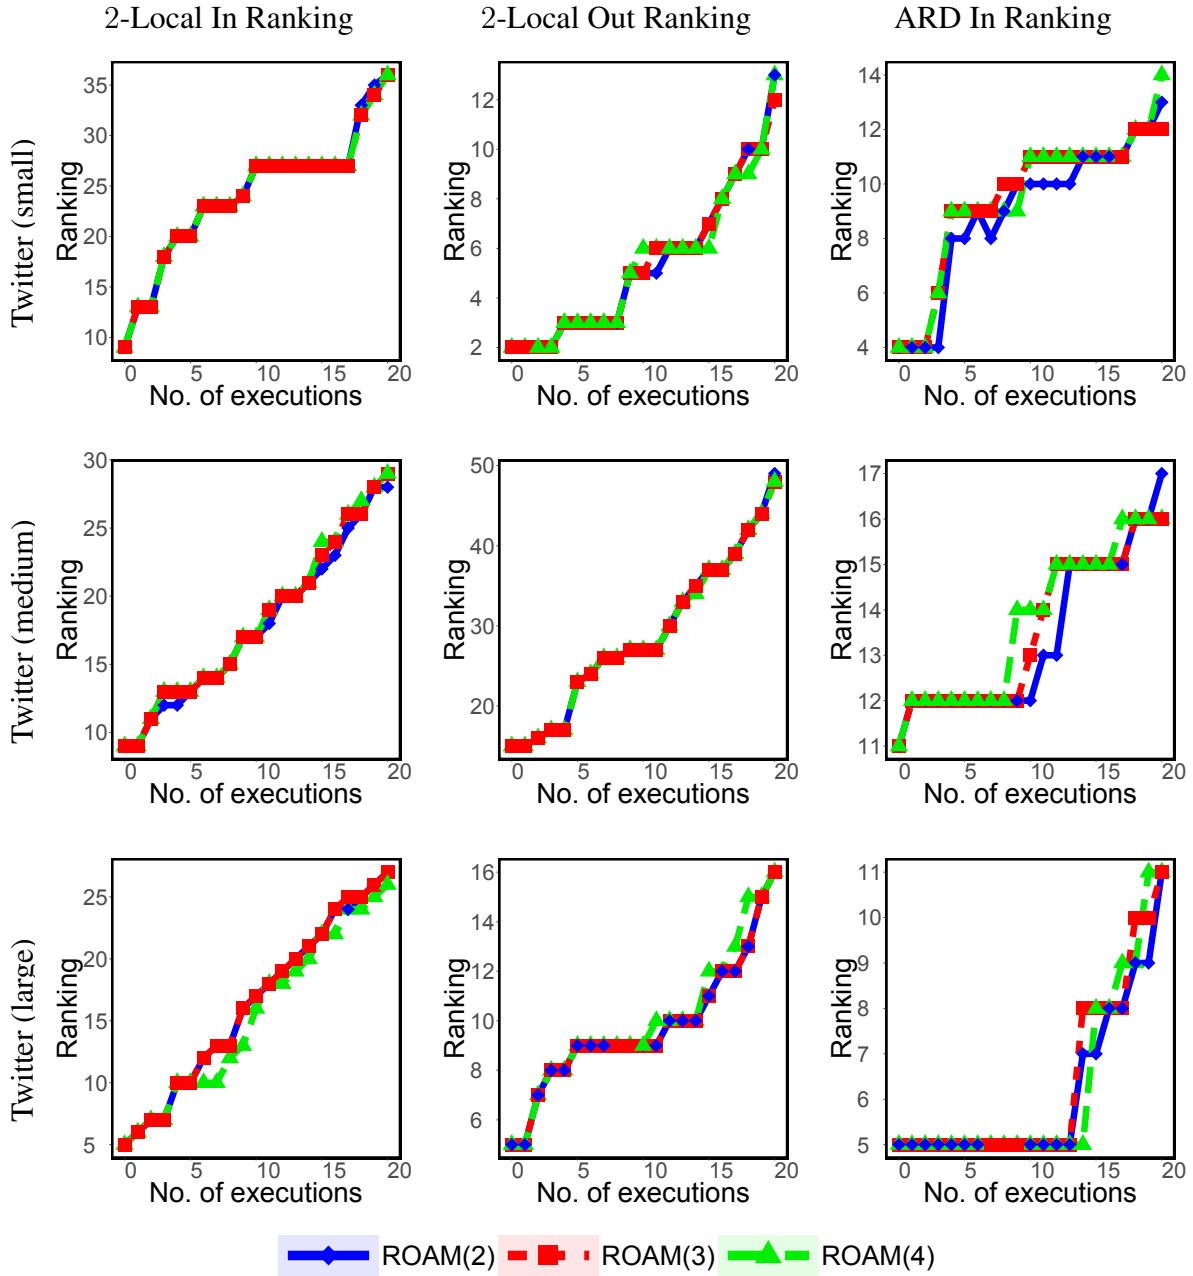 2-Local In Ranking 2-Local Out Ranking ARD In Ranking
Twitter (small)
Ranking
35
30
25
20
15
10
0 5 10 15 20
No. of executions
Ranking
12
10
8
6
4
2
0 5 10 15 20
No. of executions
Ranking
14
12
10
8
6
4
0 5 10 15 20
No. of executions
Twitter (medium)
Ranking
30
25
20
15
10
0 5 10 15 20
No. of executions
Ranking
50
40
30
20
0 5 10 15 20
No. of executions
Ranking
17
16
15
14
13
12
11
0 5 10 15 20
No. of executions
Twitter (large)
Ranking
25
20
15
10
5
0 5 10 15 20
No. of executions
Ranking
16
14
12
10
8
6
0 5 10 15 20
No. of executions
Ranking
11
10
9
8
7
6
5
0 5 10 15 20
No. of executions
ROAM(2) ROAM(3) ROAM(4)